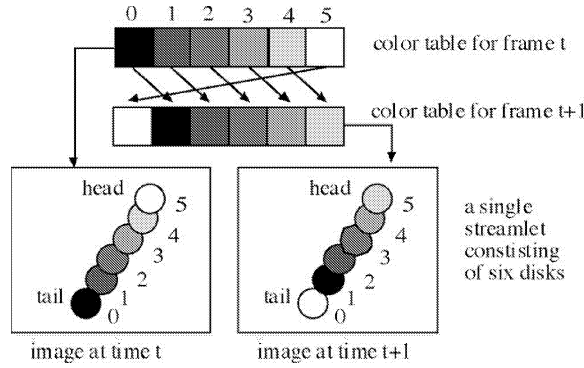 0 1 2 3 4 5
color table for frame t
color table for frame t+1
head
5
4
3
2
1
tail
0
image at time t
head
5
4
3
2
1
tail
0
image at time t+1
a single
streamlet
constisting
of six disks